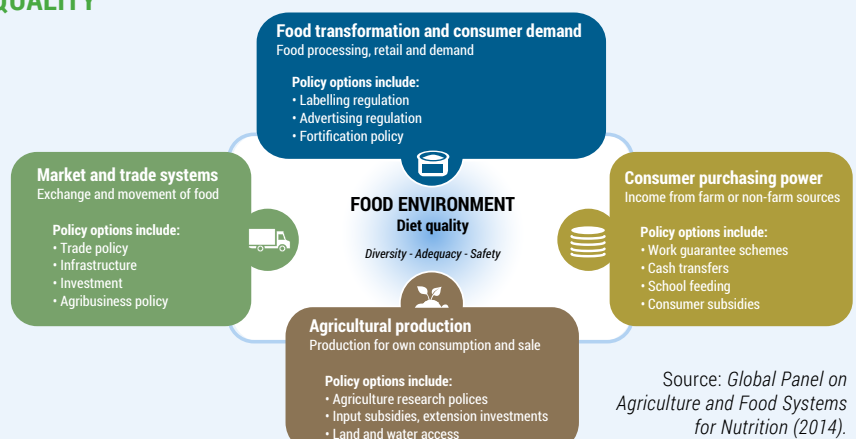 QUALITY
Food transformation and consumer demand
Food processing, retail and demand
Policy options include:
• Labelling regulation
• Advertising regulation
• Fortification policy
Market and trade systems
Exchange and movement of food
Policy options include:
• Trade policy
• Infrastructure
• Investment
• Agribusiness policy
FOOD ENVIRONMENT
Diet quality
Diversity - Adequacy - Safety
Consumer purchasing power
Income from farm or non-farm sources
Policy options include:
• Work guarantee schemes
• Cash transfers
• School feeding
• Consumer subsidies
Agricultural production
Production for own consumption and sale
Policy options include:
• Agriculture research polices
• Input subsidies, extension investments
• Land and water access
Source: Global Panel on
Agriculture and Food Systems
for Nutrition (2014).